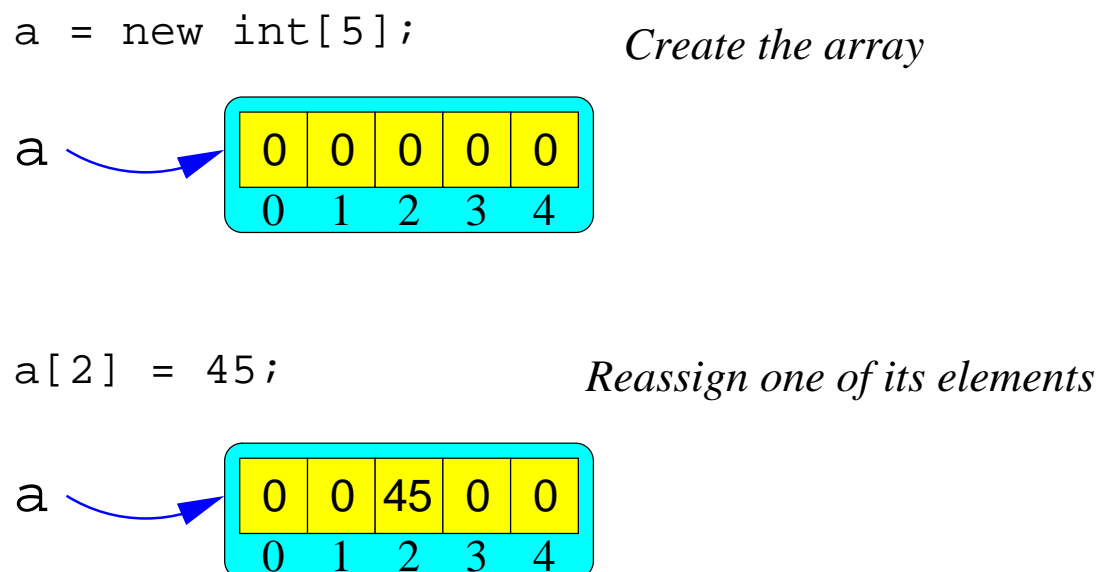 a = new int[5];
Create the array
a
0 0 0 0 0
0 1 2 3 4
a[2] = 45;
Reassign one of its elements
a
0 0 45 0 0
0 1 2 3 4